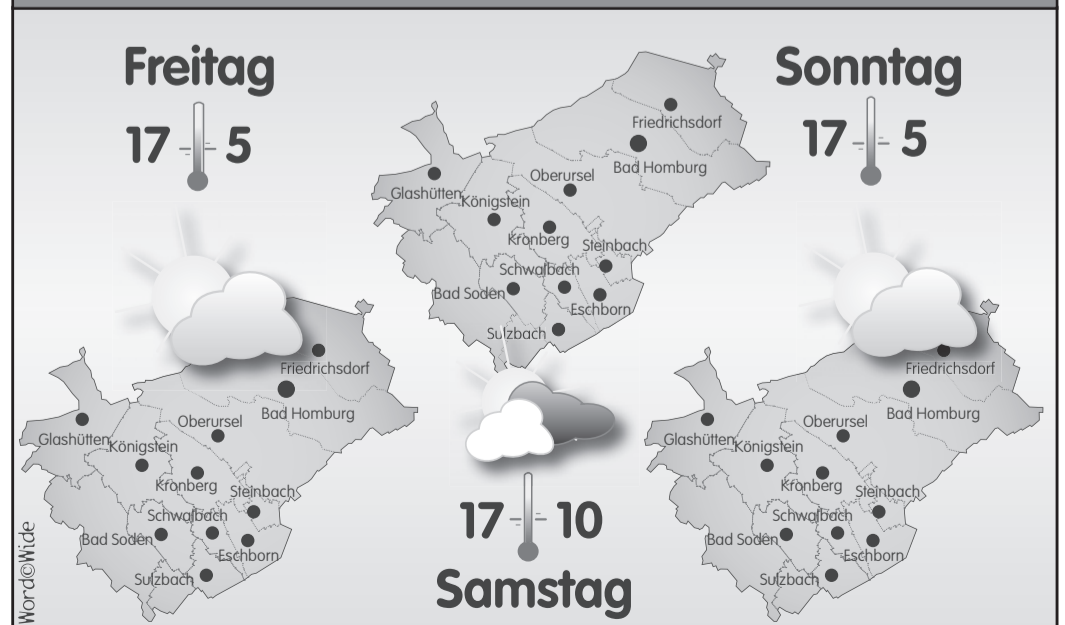 Freitag
17 5
Friedrichsdorf
Bad Homburg
Oberursel
Glashütten
Königstein
Kronberg
Steinbach
Schwalbach
Bad Soden
Eschborn
Sulzbach
Friedrichsdorf
Bad Homburg
Oberursel
Glashütten
Königstein
Kronberg
Steinbach
Schwalbach
Bad Soden
Eschborn
Sulzbach
17 10
Samstag
Sonntag
17 5
Friedrichsdorf
Bad Homburg
Oberursel
Glashütten
Königstein
Kronberg
Steinbach
Schwalbach
Bad Soden
Eschborn
Sulzbach
Word©Wide